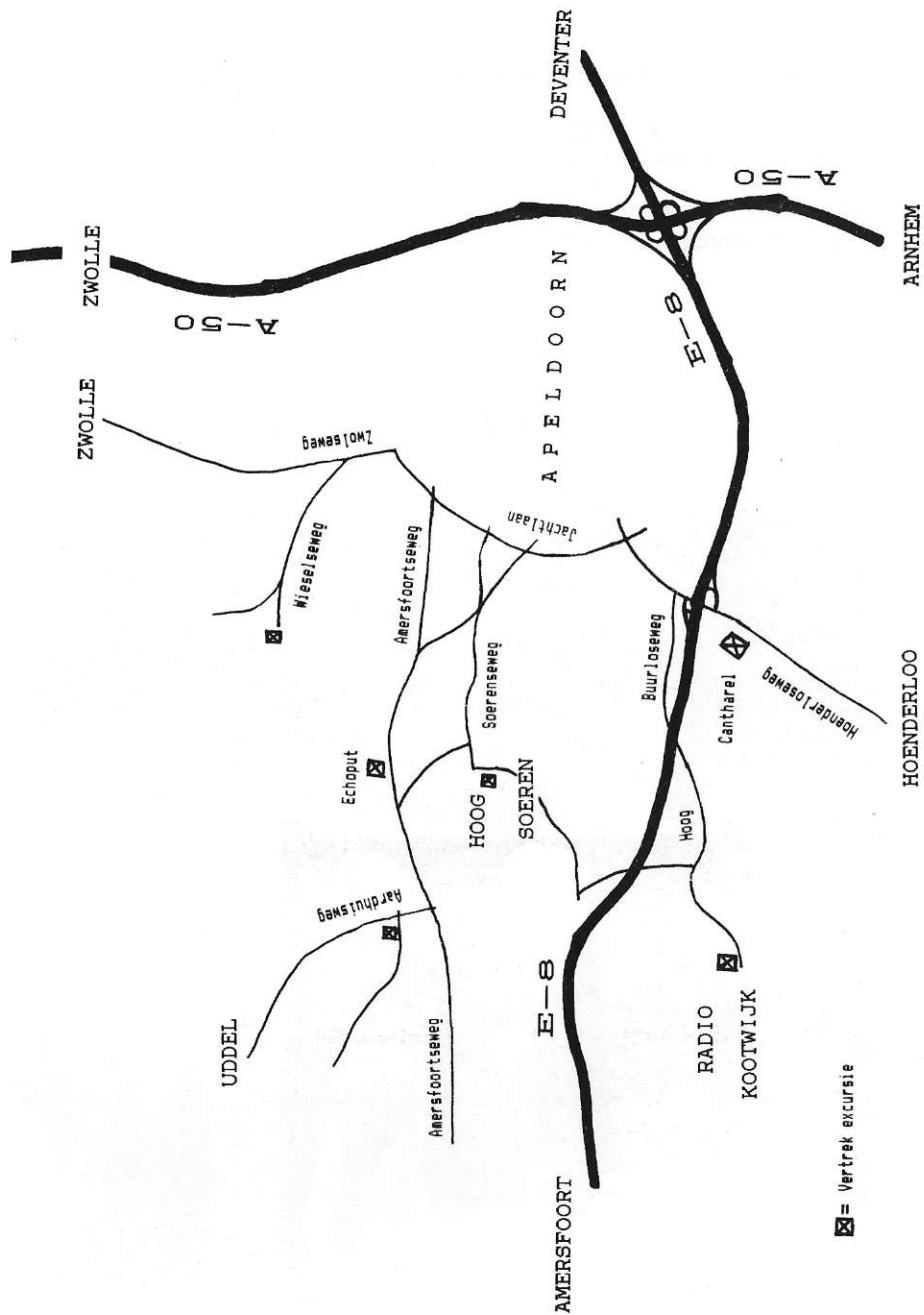 ZWOLLE
ZWOLLE
A-50
Zwolseweg
Wieselseweg
DEVENTER
Amersfoortseweg
Jachtlaan
APELDOORN
A-50
E-8
ARNHEM
Echoput
Soerenseweg
HOOG
SOEREN
Buurloseweg
Cantharel
Hoenderloseweg
HOENDERLOO
UDDEL
Aardhuisweg
Amersfoortseweg
Hoog
E-8
AMERSFOORT
RADIO
KOOTWIJK
= Vertrek excursie